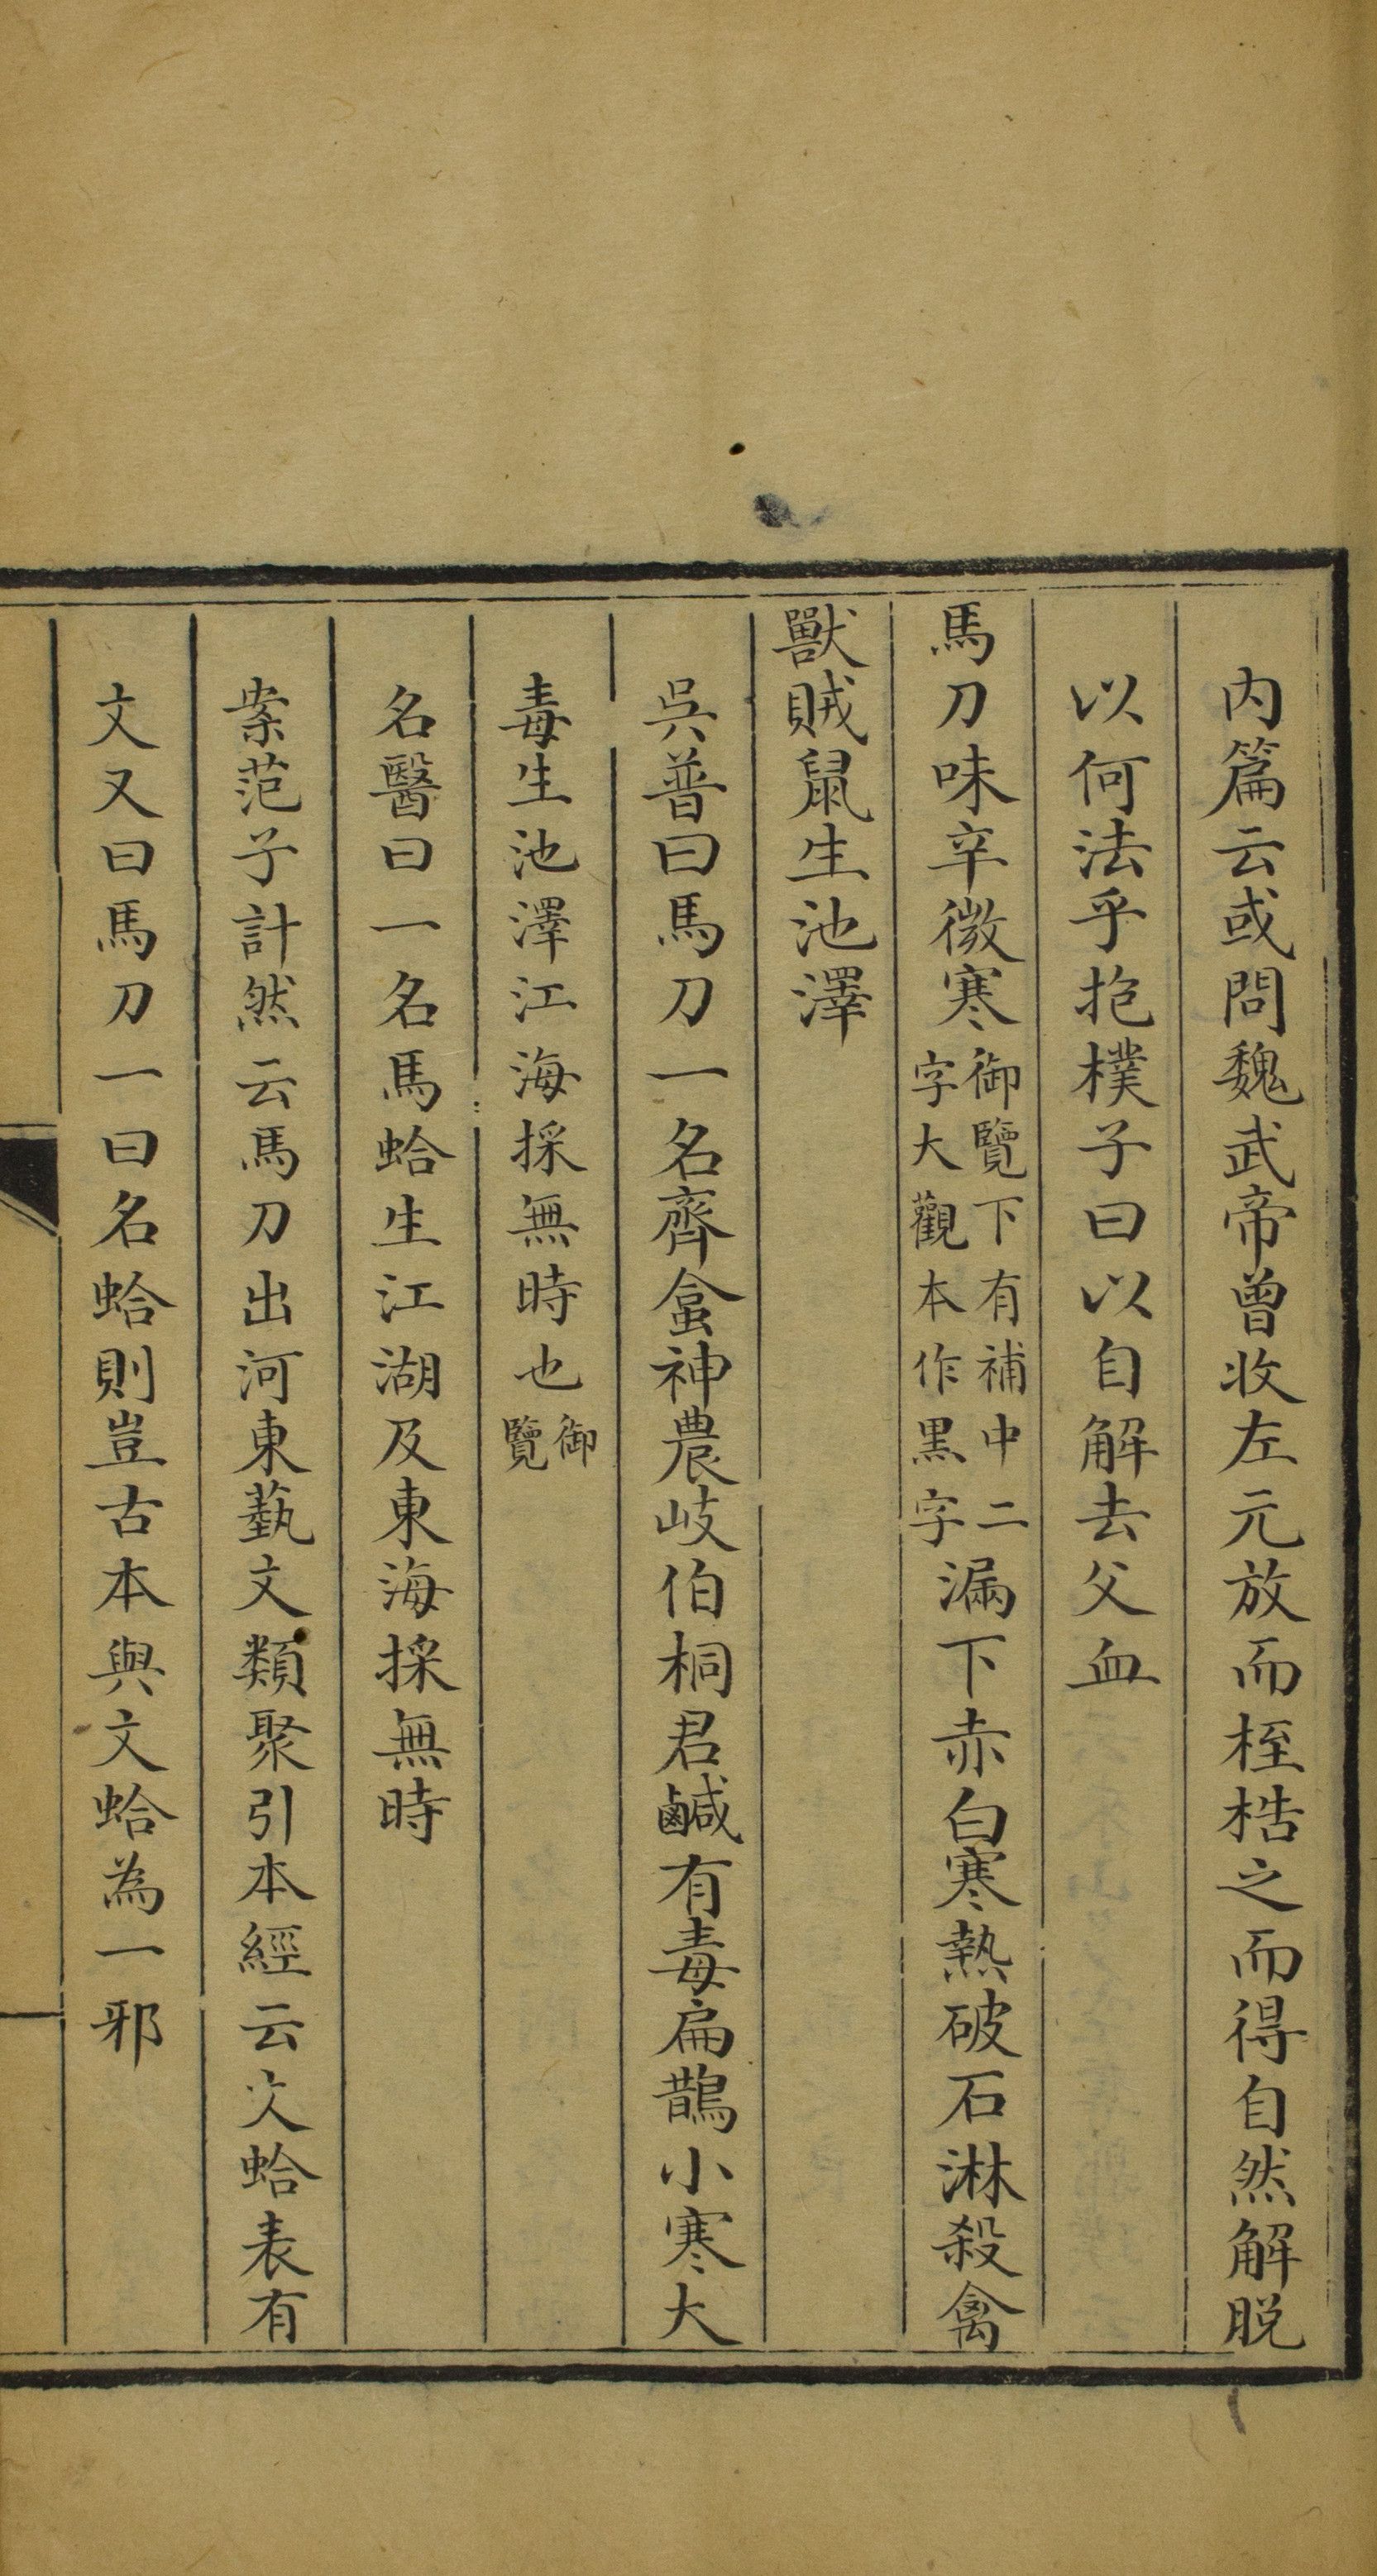 內篇云或問魏武帝曾收左元放而桎梏之而得自然解脫
以何法乎抱樸子曰以自解去父血
馬刀味辛微寒御覽下有補中二字大觀本作黑字漏下赤白寒熱破石淋殺禽
獸賊鼠生池澤
吳普曰馬刀一名齊盒神農岐伯桐君鹹有毒扁鵲小寒大
毒生池澤江海採無時也御覽
名醫曰一名馬蛤生江湖及東海採無時
案范子計然云馬刀出河東藝文類聚引本經云文蛤表有
文又曰馬刀一曰名蛤則豈古本與文蛤為一邪